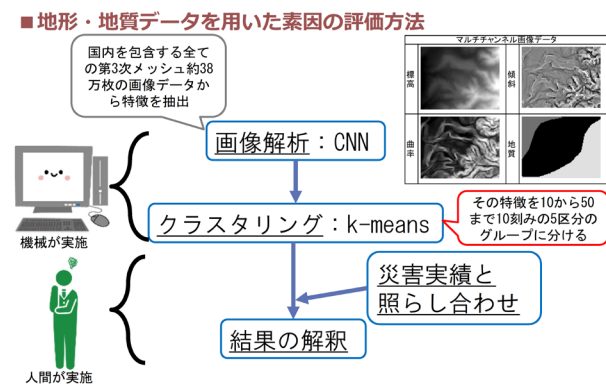 ■地形・地質データを用いた素因の評価方法
国内を包含する全て
の第3次メッシュ約38
万枚の画像データか
ら特徴を抽出
マルチチャンネル画像データ
標高
傾斜
曲率
地質
画像解析：CNN
クラスタリング：k-means
その特徴を10から50
まで10刻みの5区分の
グループに分ける
機械が実施
災害実績と
照らし合わせ
結果の解釈
人間が実施